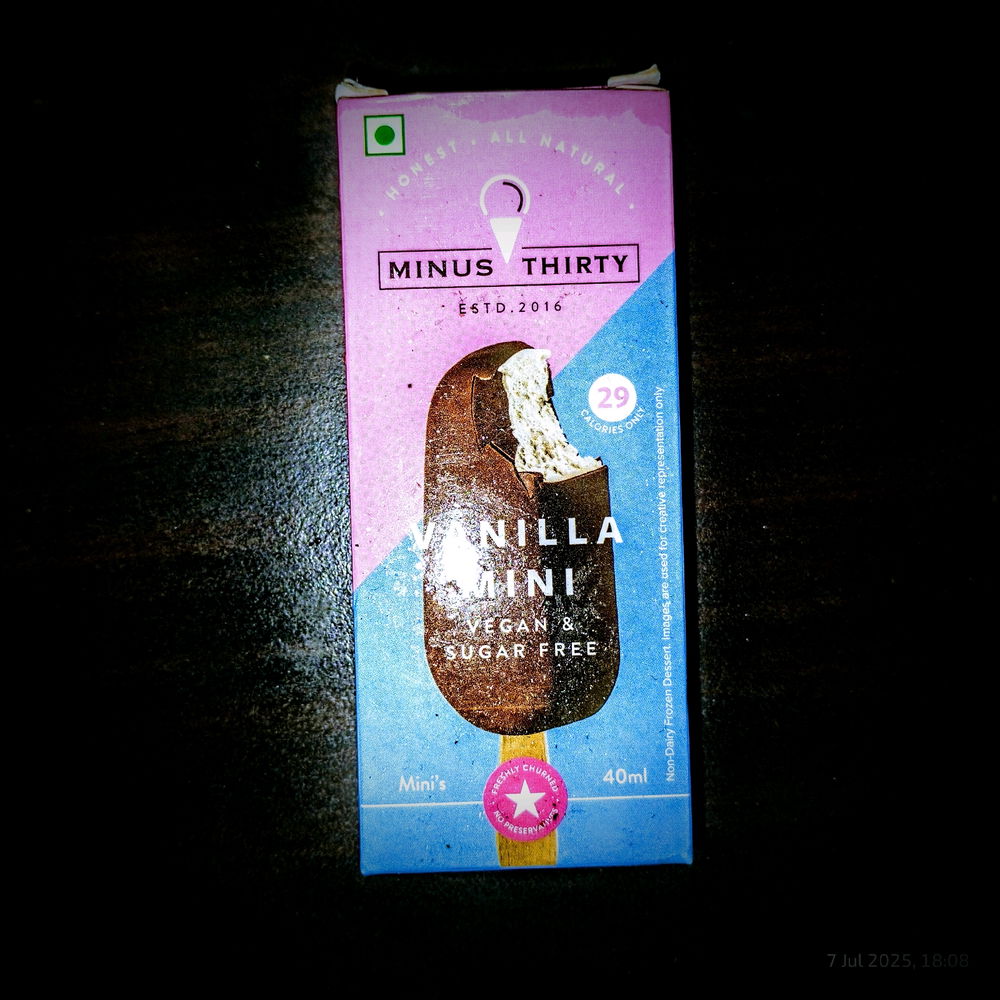 HONEST • ALL NATURAL
MINUS THIRTY
ESTD.2016
29
CALORIES ONLY
VANILLA
MINI
VEGAN &
SUGAR FREE
Non-Dairy Frozen Dessert. Images are used for creative representation only
Mini's
40ml
FRESHLY CHURNED
NO PRESERVATIVES
7 Jul 2025, 18:08